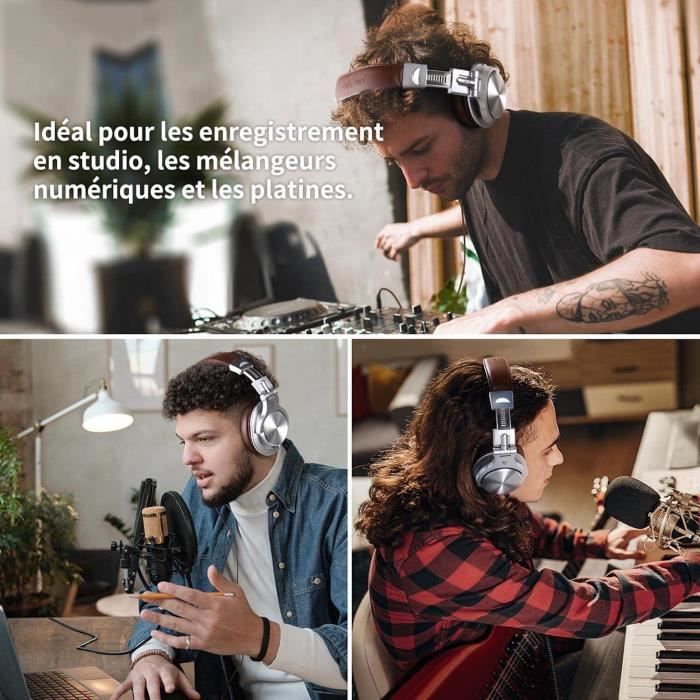 Idéal pour les enregistrement
en studio, les mélangeurs
numériques et les platines.